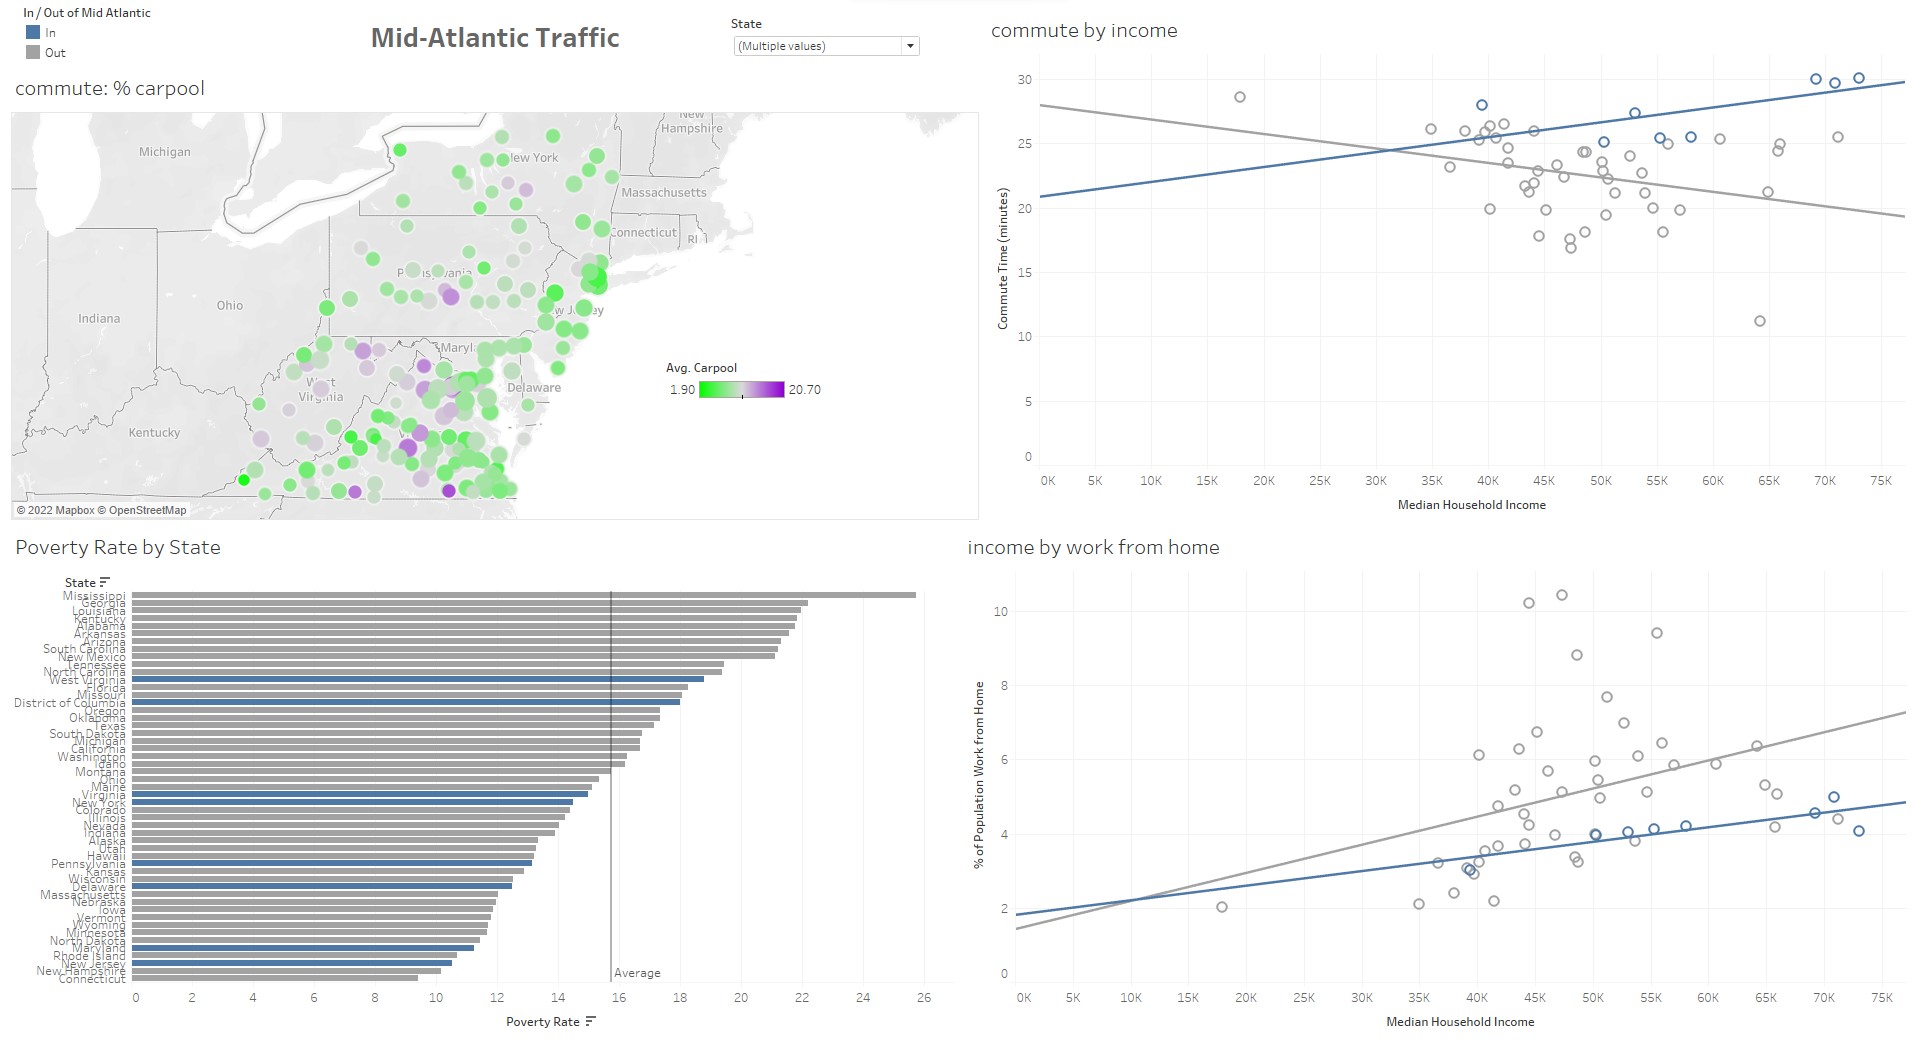 In / Out of Mid Atlantic
In
Out
Mid-Atlantic Traffic
State
(Multiple values)
commute: % carpool
New
Hampshire
Michigan
New York
Massachusetts
Connecticut
RI
Pennsylvania
Ohio
Indiana
New Jersey
Maryl
West
Virginia
Delaware
Kentucky
Avg. Carpool
1.90
20.70
© 2022 Mapbox © OpenStreetMap
commute by income
Commute Time (minutes)
30
25
20
15
10
5
0
0K 5K 10K 15K 20K 25K 30K 35K 40K 45K 50K 55K 60K 65K 70K 75K
Median Household Income
Poverty Rate by State
State
Mississippi
Georgia
Louisiana
Kentucky
Alabama
Arkansas
Arizona
South Carolina
New Mexico
Tennessee
North Carolina
West Virginia
Florida
Missouri
District of Columbia
Oregon
Oklahoma
Texas
South Dakota
Michigan
California
Washington
Idaho
Montana
Ohio
Maine
Virginia
New York
Colorado
Illinois
Nevada
Indiana
Alaska
Utah
Hawaii
Pennsylvania
Kansas
Wisconsin
Delaware
Massachusetts
Nebraska
Iowa
Vermont
Wyoming
Minnesota
North Dakota
Maryland
Rhode Island
New Jersey
New Hampshire
Connecticut
Average
0 2 4 6 8 10 12 14 16 18 20 22 24 26
Poverty Rate
income by work from home
% of Population Work from Home
10
8
6
4
2
0
0K 5K 10K 15K 20K 25K 30K 35K 40K 45K 50K 55K 60K 65K 70K 75K
Median Household Income